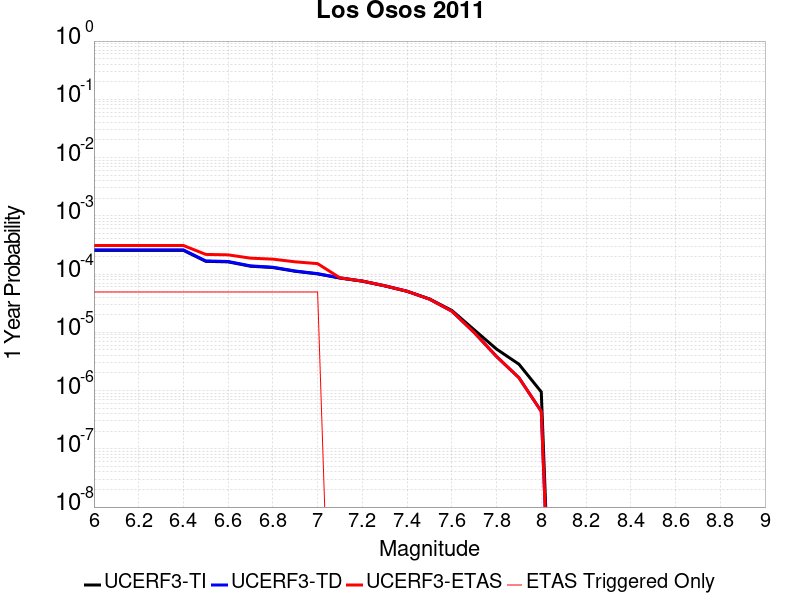 Los Osos 2011
10^0
10^-1
10^-2
10^-3
10^-4
10^-5
10^-6
10^-7
10^-8
1 Year Probability
6 6.2 6.4 6.6 6.8 7 7.2 7.4 7.6 7.8 8 8.2 8.4 8.6 8.8 9
Magnitude
UCERF3-TI UCERF3-TD UCERF3-ETAS ETAS Triggered Only